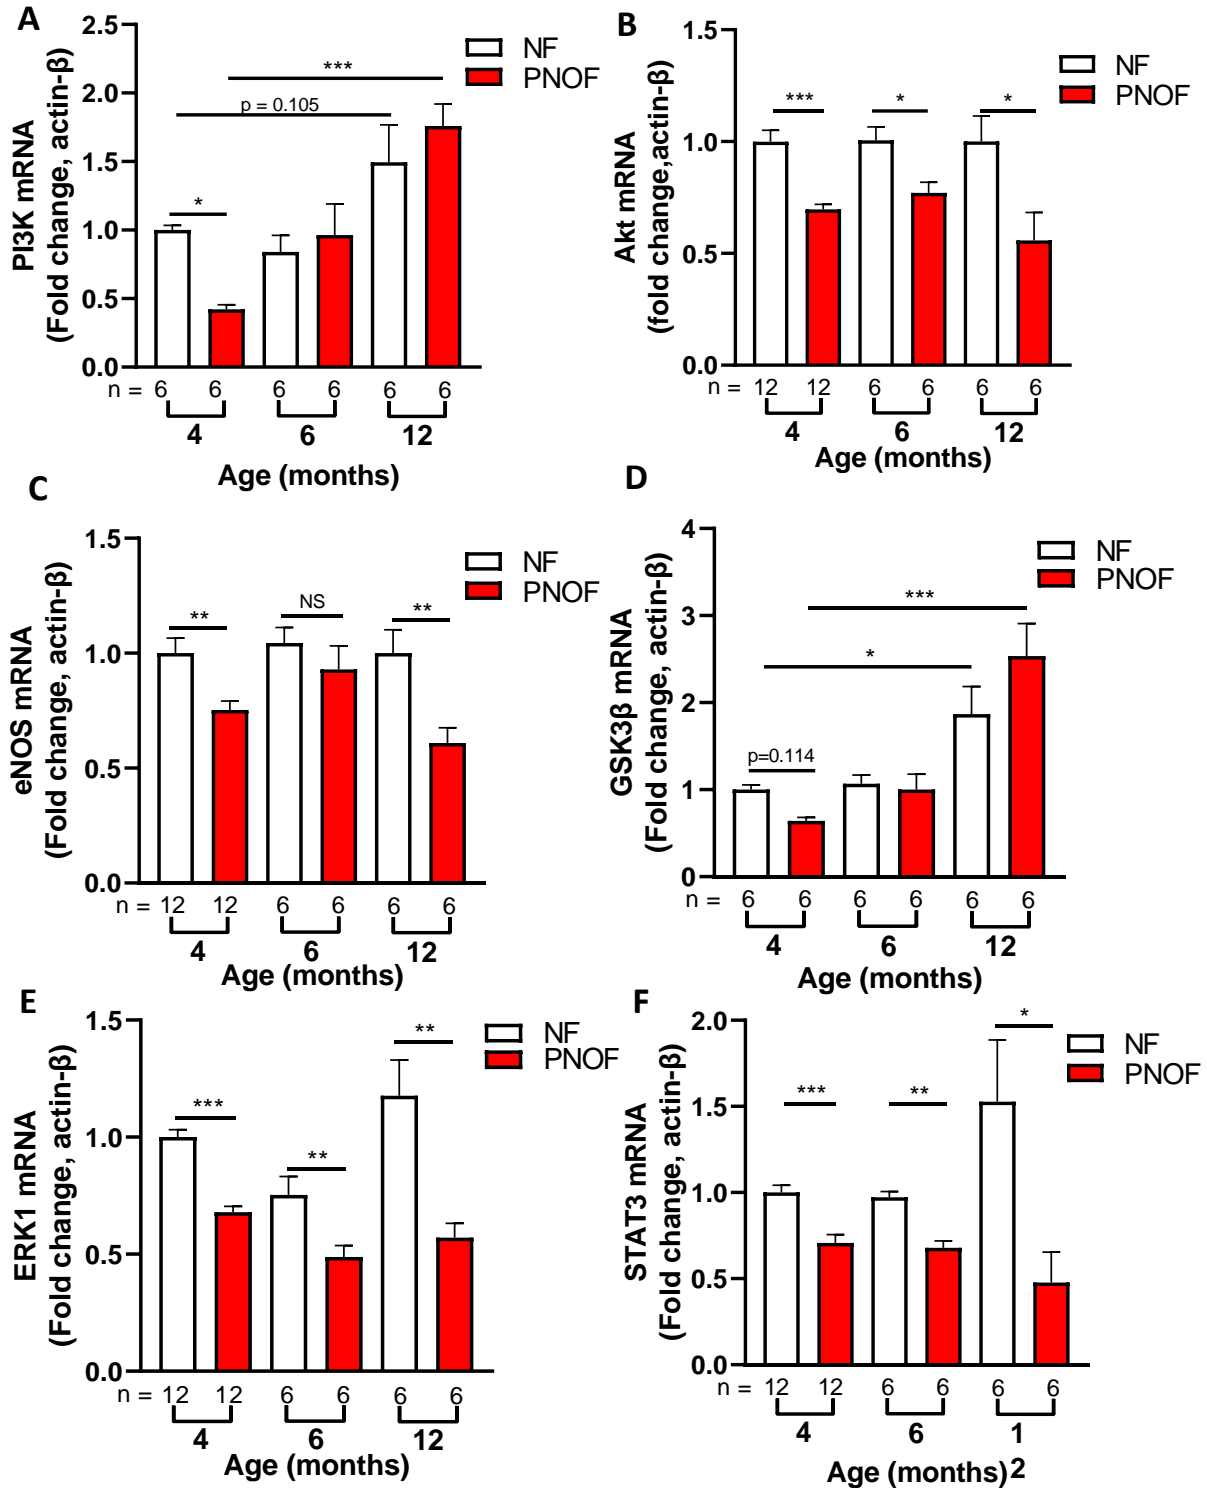 A
PI3K mRNA
(Fold change, actin-β)
2.5
2.0
1.5
1.0
0.5
0.0
NF
PNOF
***
p = 0.105
*
n = 6 6 6 6 6 6
4 6 12
Age (months)
B
Akt mRNA
(fold change,actin-β)
1.5
1.0
0.5
0.0
NF
PNOF
*** * *
n = 12 12 6 6 6 6
4 6 12
Age (months)
C
eNOS mRNA
(Fold change, actin-β)
1.5
1.0
0.5
0.0
NF
PNOF
** NS **
n = 12 12 6 6 6 6
4 6 12
Age (months)
D
GSK3β mRNA
(Fold change, actin-β)
4
3
2
1
0
NF
PNOF
***
*
p=0.114
n = 6 6 6 6 6 6
4 6 12
Age (months)
E
ERK1 mRNA
(Fold change, actin-β)
1.5
1.0
0.5
0.0
NF
PNOF
*** ** **
n = 12 12 6 6 6 6
4 6 12
Age (months)
F
STAT3 mRNA
(Fold change, actin-β)
2.0
1.5
1.0
0.5
0.0
NF
PNOF
*** ** *
n = 12 12 6 6 6 6
4 6 1
Age (months) 2